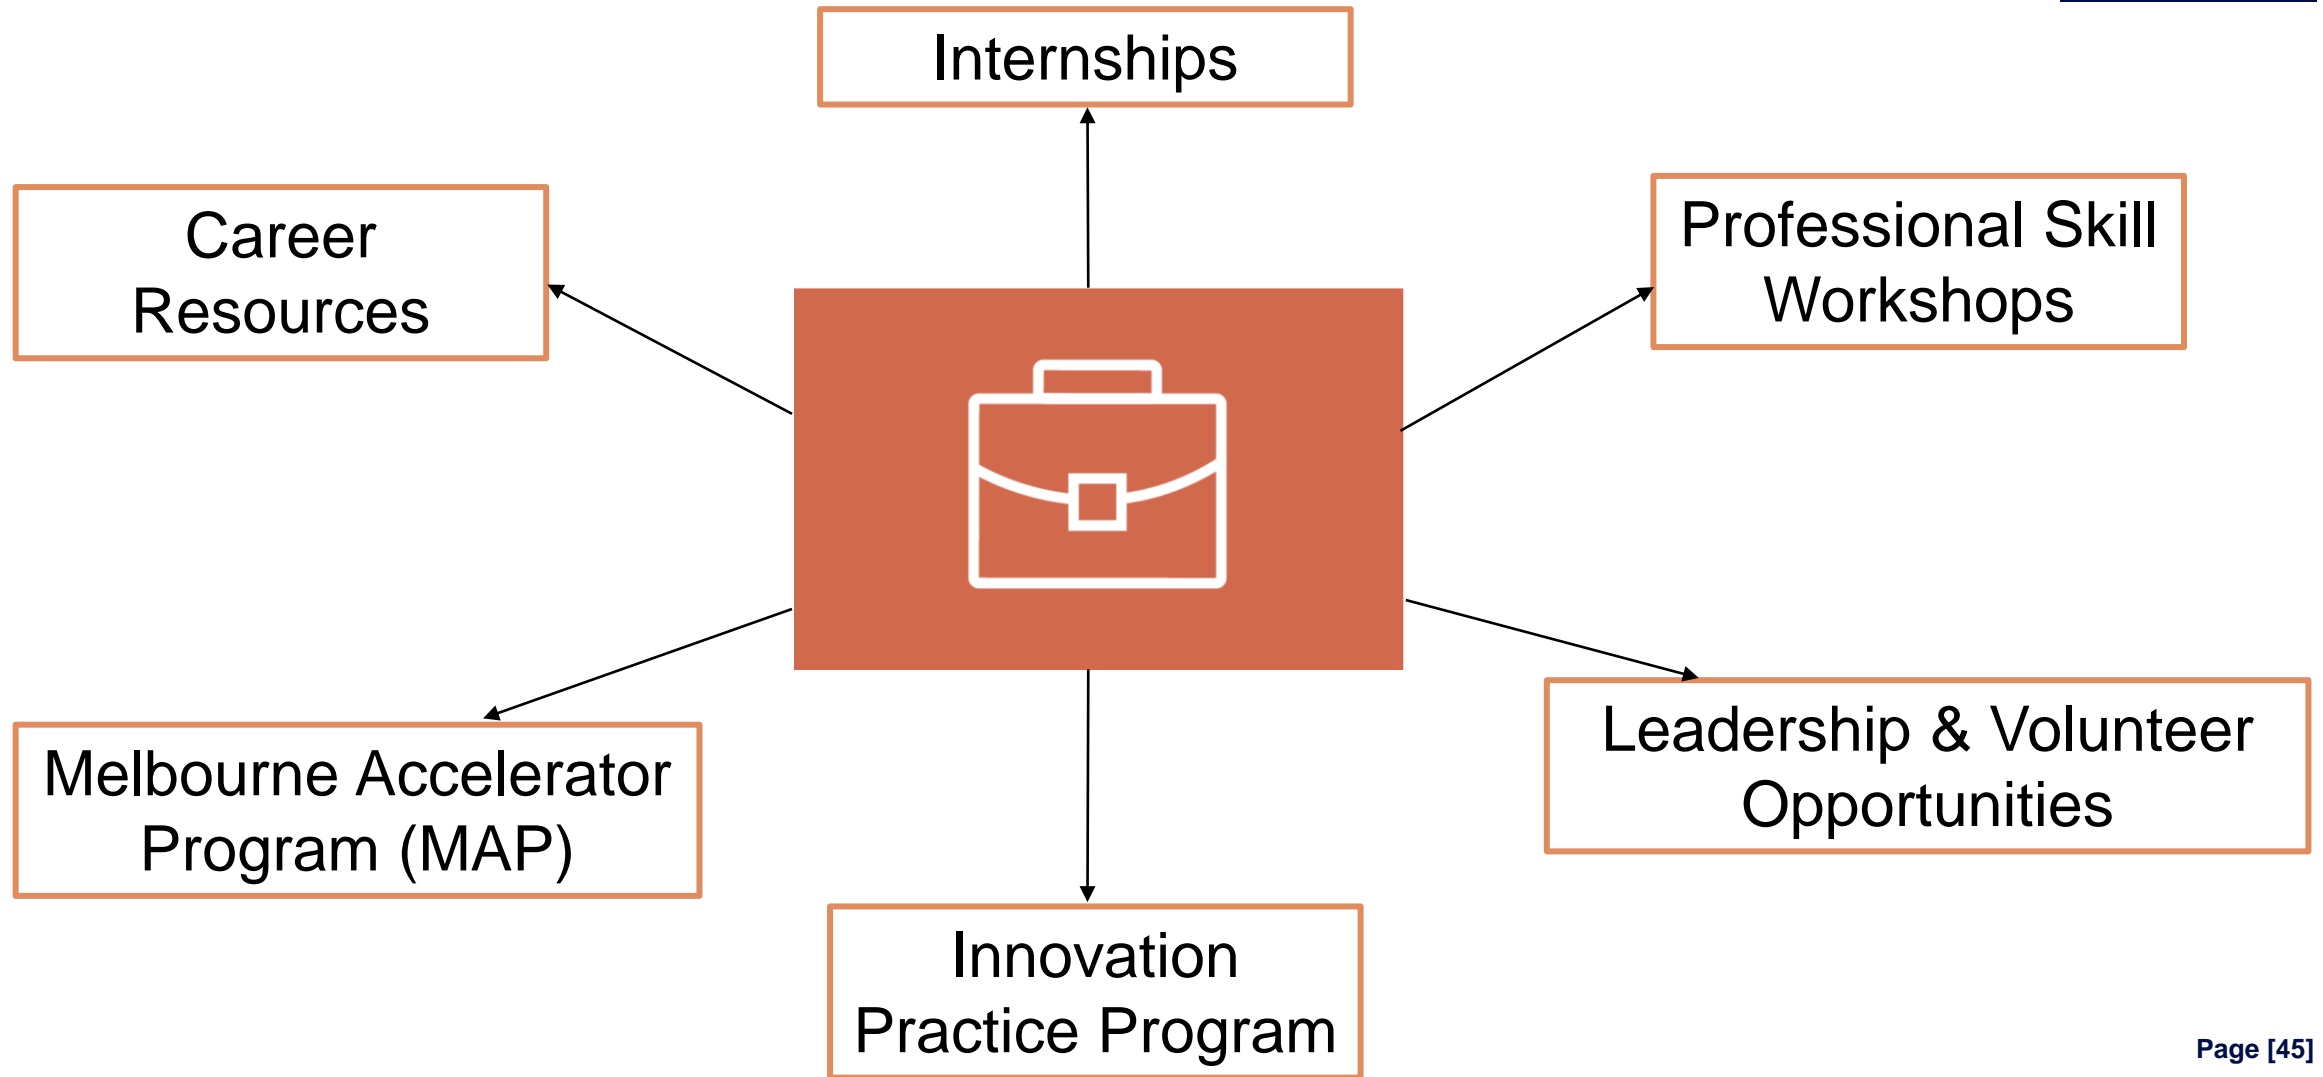 Internships
Career
Resources
Professional Skill
Workshops
Melbourne Accelerator
Program (MAP)
Leadership & Volunteer
Opportunities
Innovation
Practice Program
Page [45]